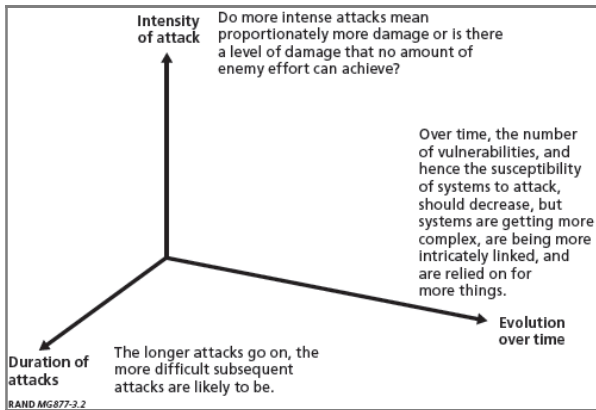 Intensity
of attack
Do more intense attacks mean
proportionately more damage or is there
a level of damage that no amount of
enemy effort can achieve?
Over time, the number
of vulnerabilities, and
hence the susceptibility
of systems to attack,
should decrease, but
systems are getting more
complex, are being more
intricately linked, and
are relied on for
more things.
Evolution
over time
Duration of
attacks
The longer attacks go on, the
more difficult subsequent
attacks are likely to be.
RAND MG877-3.2